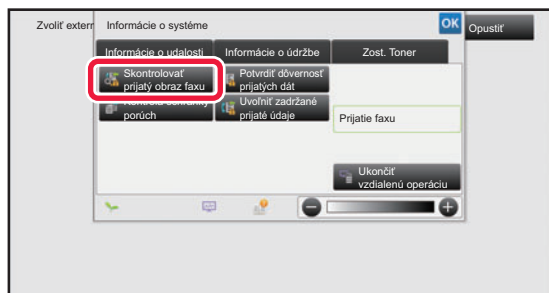 Zvoliť extern
Informácie o systéme
OK
Opustiť
Informácie o udalosti
Informácie o údržbe
Zost. Toner
Skontrolovať
prijatý obraz faxu
Potvrdiť dôvernosť
prijatých dát
porúch
Uvoľniť zadržané
prijaté údaje
Prijatie faxu
Ukončiť
vzdialenú operáciu